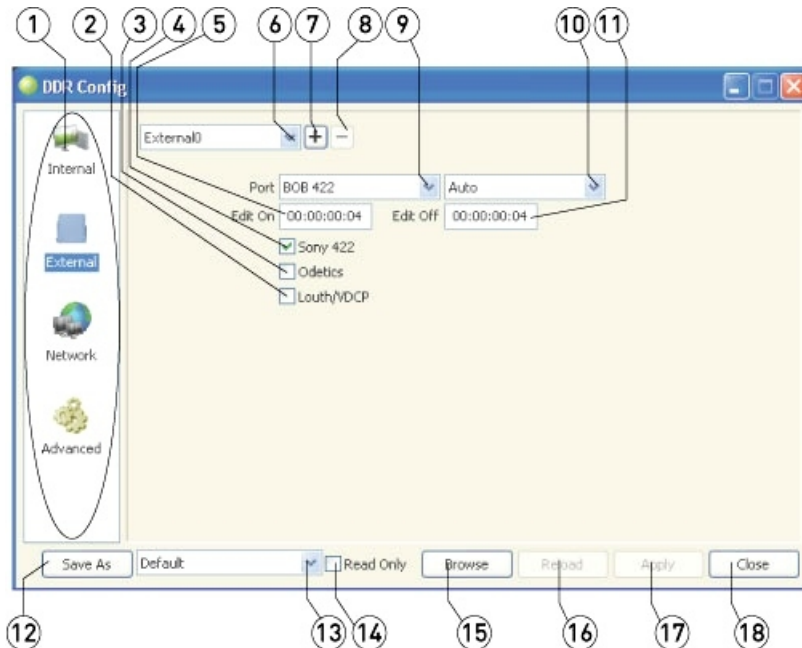 1 2 3 4 5 6 7 8 9 10 11
DDR Config
External0 + −
Internal
Port BOB 422 Auto
Edit On 00:00:00:04 Edit Off 00:00:00:04
Sony 422
External
Odetics
Louth/VDCP
Network
Advanced
Save As Default Read Only Browse Reload Apply Close
12 13 14 15 16 17 18